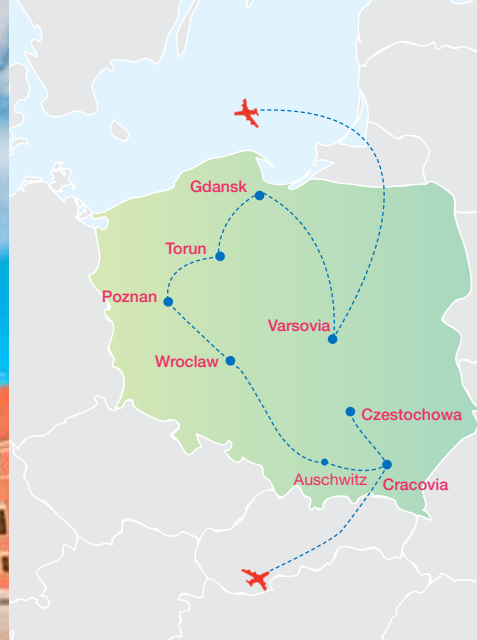 Gdansk
Torun
Poznan
Varsovia
Wroclaw
Czestochowa
Auschwitz
Cracovia